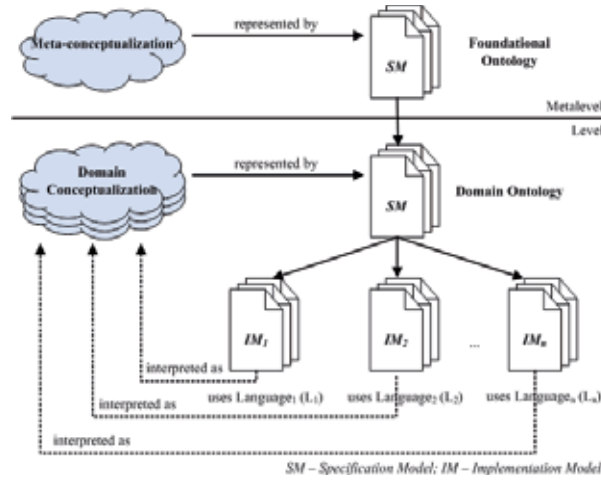 Meta-conceptualization
represented by
SM
Foundational
Ontology
Metalevel
Level
Domain
Conceptualization
represented by
SM
Domain Ontology
IM1
IM2
...
IMn
interpreted as
uses Language1 (L1)
uses Language2 (L2)
uses Languagen (Ln)
interpreted as
interpreted as
SM – Specification Model; IM – Implementation Model